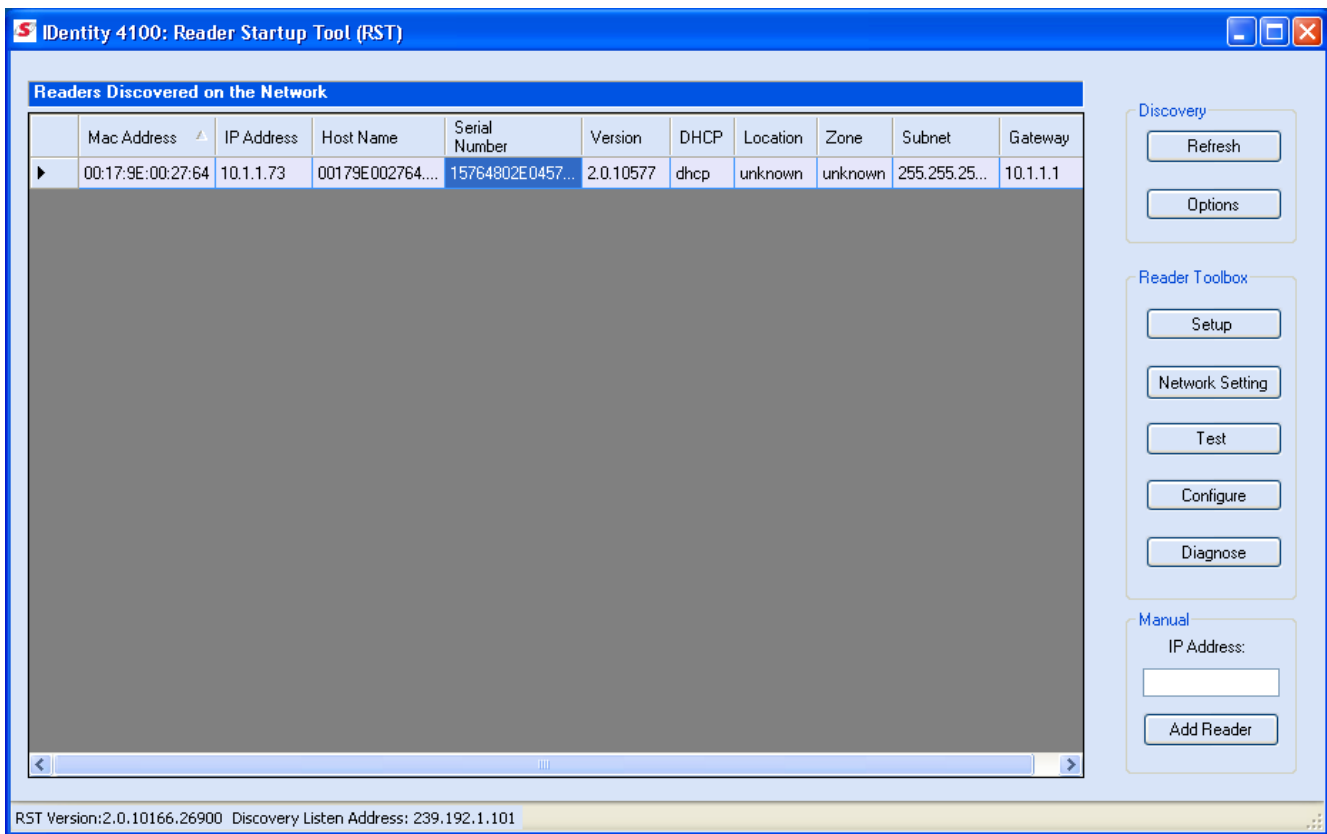 IDentity 4100: Reader Startup Tool (RST)
Readers Discovered on the Network
Mac Address IP Address Host Name Serial Number Version DHCP Location Zone Subnet Gateway
00:17:9E:00:27:64 10.1.1.73 00179E002764.... 15764802E0457... 2.0.10577 dhcp unknown unknown 255.255.25... 10.1.1.1
Discovery
Refresh
Options
Reader Toolbox
Setup
Network Setting
Test
Configure
Diagnose
Manual
IP Address:
Add Reader
RST Version:2.0.10166.26900 Discovery Listen Address: 239.192.1.101